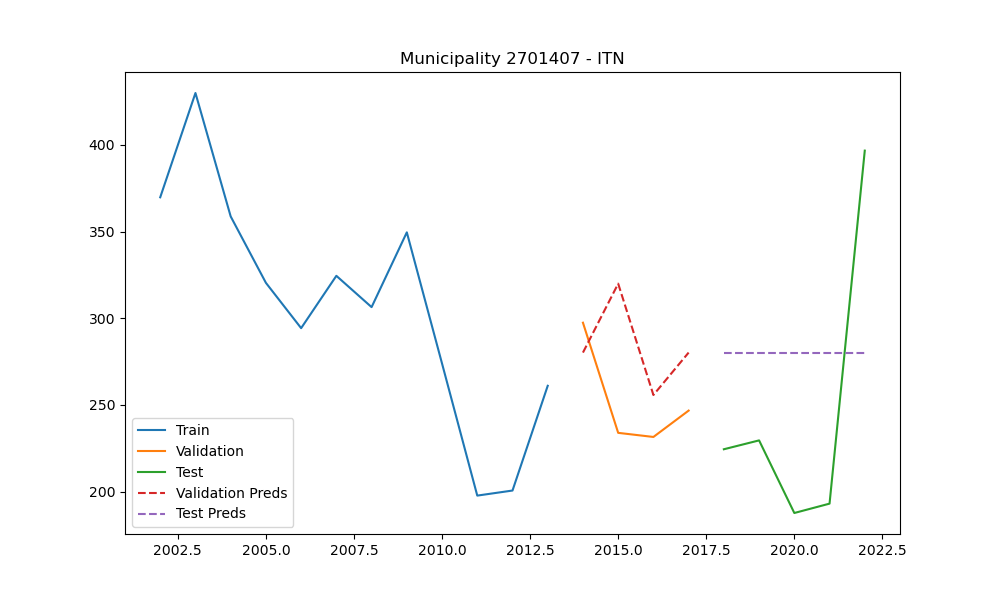 Municipality 2701407 - ITN
400
350
300
250
200
Train
Validation
Test
Validation Preds
Test Preds
2002.5 2005.0 2007.5 2010.0 2012.5 2015.0 2017.5 2020.0 2022.5